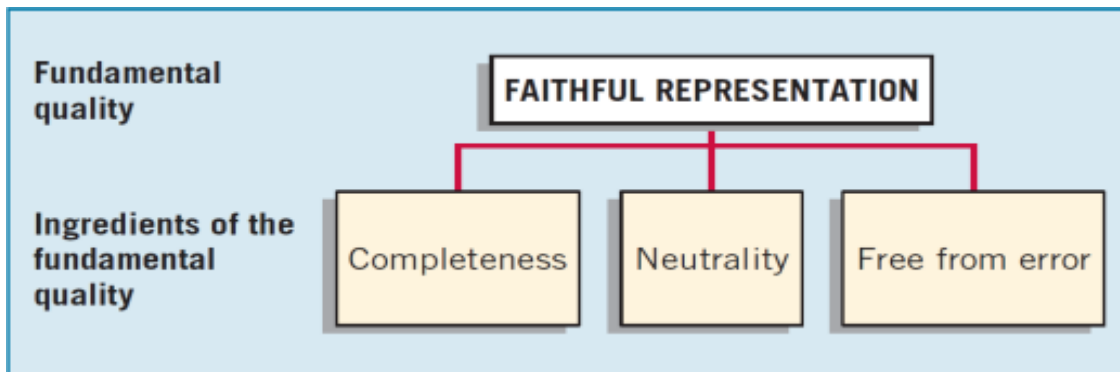 Fundamental
quality
FAITHFUL REPRESENTATION
Ingredients of the
fundamental
quality
Completeness
Neutrality
Free from error